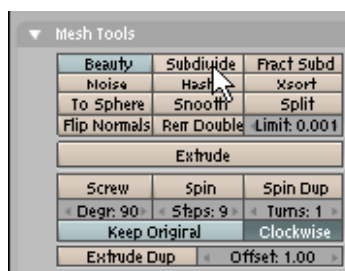 Mesh Tools
Beauty Subdivide Fract Subd
Noise Hash Xsort
To Sphere Smooth Split
Flip Normals Rem Double Limit: 0.001
Extrude
Screw Spin Spin Dup
Degr: 90 Steps: 9 Turns: 1
Keep Original Clockwise
Extrude Dup Offset: 1.00